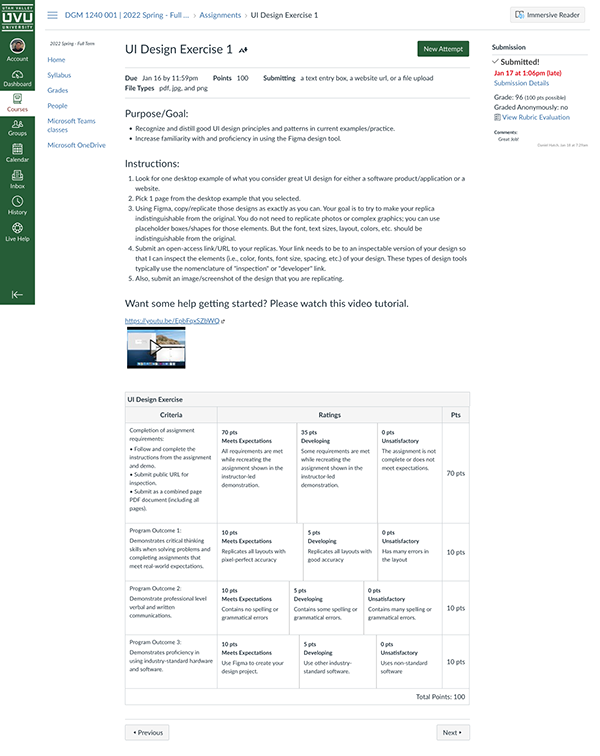 UTAH VALLEY
UVU
UNIVERSITY
Account
Dashboard
Courses
Groups
Calendar
Inbox
History
Live Help
DGM 1240 001 | 2022 Spring - Full ... › Assignments › UI Design Exercise 1
Immersive Reader
2022 Spring - Full Term
Home
Syllabus
Grades
People
Microsoft Teams
classes
Microsoft OneDrive
UI Design Exercise 1
New Attempt
Due Jan 16 by 11:59pm Points 100 Submitting a text entry box, a website url, or a file upload
File Types pdf, jpg, and png
Purpose/Goal:
• Recognize and distill good UI design principles and patterns in current examples/practice.
• Increase familiarity with and proficiency in using the Figma design tool.
Instructions:
1. Look for one desktop example of what you consider great UI design for either a software product/application or a
website.
2. Pick 1 page from the desktop example that you selected.
3. Using Figma, copy/replicate those designs as exactly as you can. Your goal is to try to make your replica
indistinguishable from the original. You do not need to replicate photos or complex graphics; you can use
placeholder boxes/shapes for those elements. But the font, text sizes, layout, colors, etc. should be
indistinguishable from the original.
4. Submit an open-access link/URL to your replicas. Your link needs to be to an inspectable version of your design so
that I can inspect the elements (i.e., color, fonts, font size, spacing, etc.) of your design. These types of design tools
typically use the nomenclature of "inspection" or "developer" link.
5. Also, submit an image/screenshot of the design that you are replicating.
Want some help getting started? Please watch this video tutorial.
Submission
Submitted!
Jan 17 at 1:06pm (late)
Submission Details
Grade: 96 (100 pts possible)
Graded Anonymously: no
View Rubric Evaluation
Comments:
Great Job!
UI Design Exercise
Criteria Ratings Pts
Completion of assignment
requirements:
• Follow and complete the
instructions from the assignment
and demo.
• Submit public URL for
inspection.
• Submit as a combined page
PDF document (including all
pages).
70 pts
Meets Expectations
All requirements are met
while recreating the
assignment shown in the
instructor-led
demonstration.
35 pts
Developing
Some requirements are met
while recreating the
assignment shown in the
instructor-led
demonstration.
0 pts
Unsatisfactory
The assignment is not
complete or does not
meet expectations.
70 pts
Program Outcome 1:
Demonstrates critical thinking
skills when solving problems and
completing assignments that
meet real-world expectations.
10 pts
Meets Expectations
Replicates all layouts with
pixel-perfect accuracy
5 pts
Developing
Replicates all layouts with
good accuracy
0 pts
Unsatisfactory
Has many errors in
the layout
10 pts
Program Outcome 2:
Demonstrate professional level
verbal and written
communications.
10 pts
Meets Expectations
Contains no spelling or
grammatical errors
5 pts
Developing
Contains some spelling or
grammatical errors.
0 pts
Unsatisfactory
Contains many spelling or
grammatical errors.
10 pts
Program Outcome 3:
Demonstrates proficiency in
using industry-standard hardware
and software.
10 pts
Meets Expectations
Use Figma to create your
design project.
5 pts
Developing
Use other industry-
standard software.
0 pts
Unsatisfactory
Uses non-standard
software
10 pts
Total Points: 100
Previous
Next